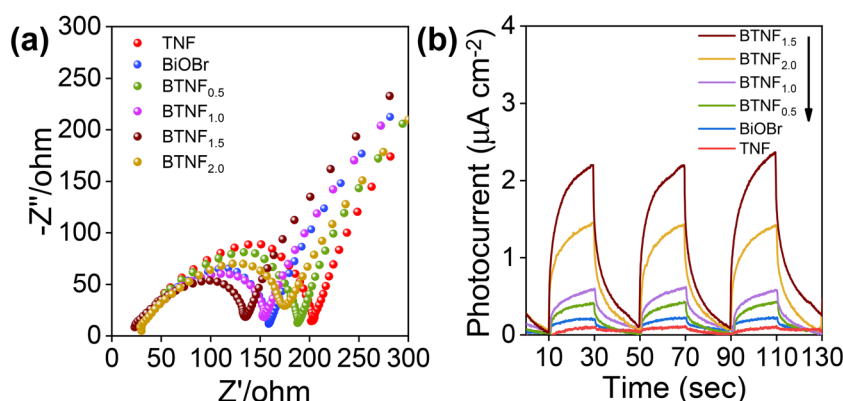 (a)
TNF
BiOBr
BTNF0.5
BTNF1.0
BTNF1.5
BTNF2.0
-Z"/ohm
300
250
200
150
100
50
0
0 50 100 150 200 250 300
Z'/ohm
(b)
BTNF1.5
BTNF2.0
BTNF1.0
BTNF0.5
BiOBr
TNF
Photocurrent (μA cm-2)
4
3
2
1
0
10 30 50 70 90 110 130
Time (sec)